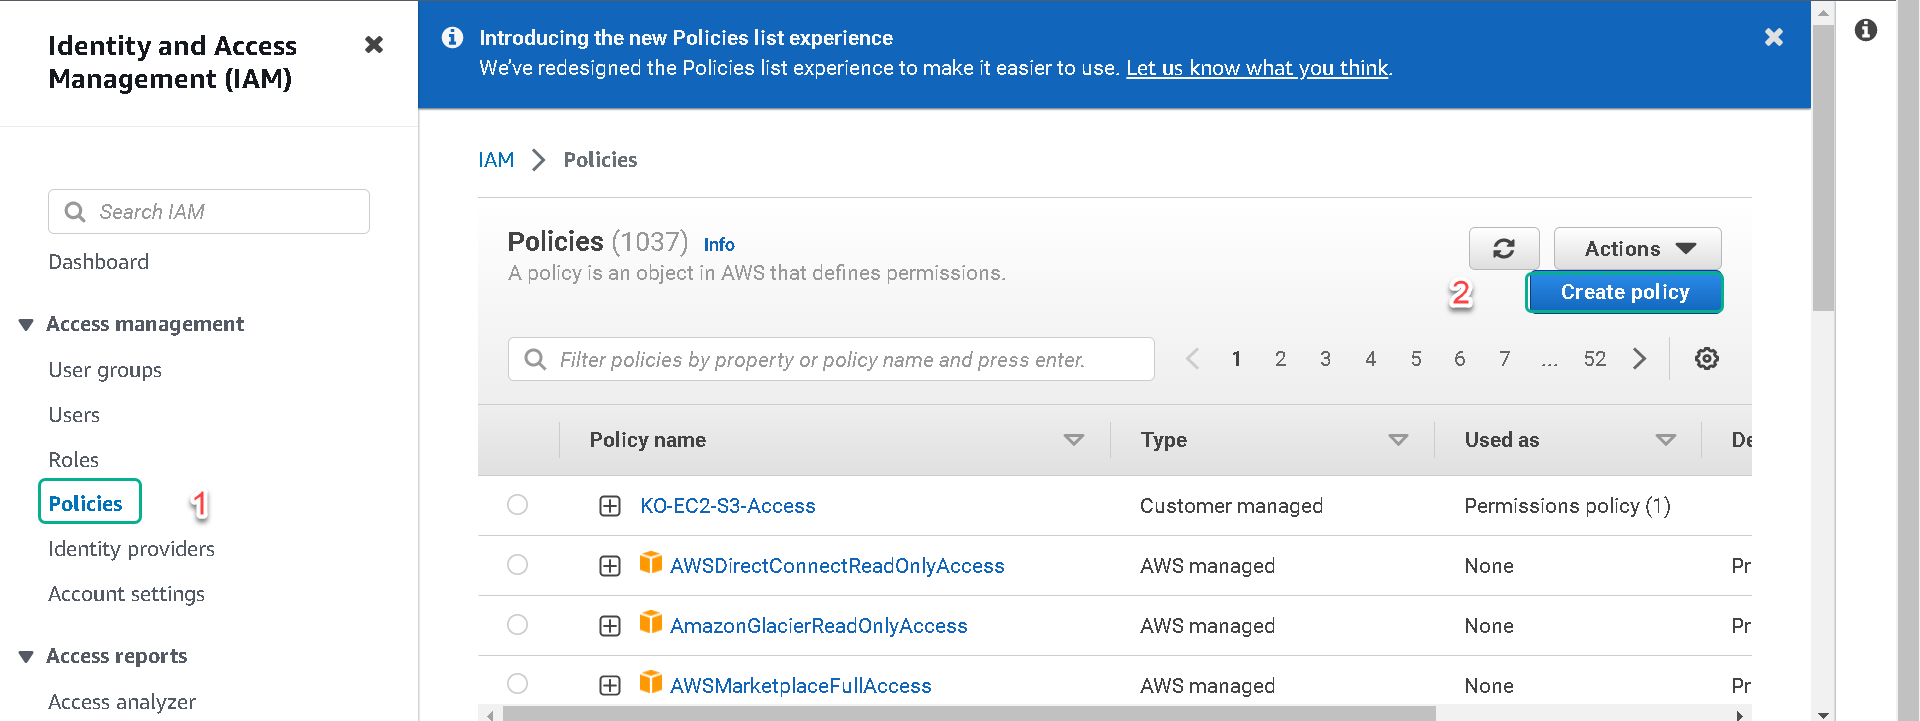 Identity and Access
Management (IAM)
Search IAM
Dashboard
Access management
User groups
Users
Roles
Policies
1
Identity providers
Account settings
Access reports
Access analyzer
Introducing the new Policies list experience
We've redesigned the Policies list experience to make it easier to use. Let us know what you think.
IAM
Policies
Policies (1037) Info
A policy is an object in AWS that defines permissions.
Actions
2
Create policy
Filter policies by property or policy name and press enter.
1 2 3 4 5 6 7 ... 52
Policy name Type Used as De
KO-EC2-S3-Access Customer managed Permissions policy (1)
AWSDirectConnectReadOnlyAccess AWS managed None Pr
AmazonGlacierReadOnlyAccess AWS managed None Pr
AWSMarketplaceFullAccess AWS managed None Pr